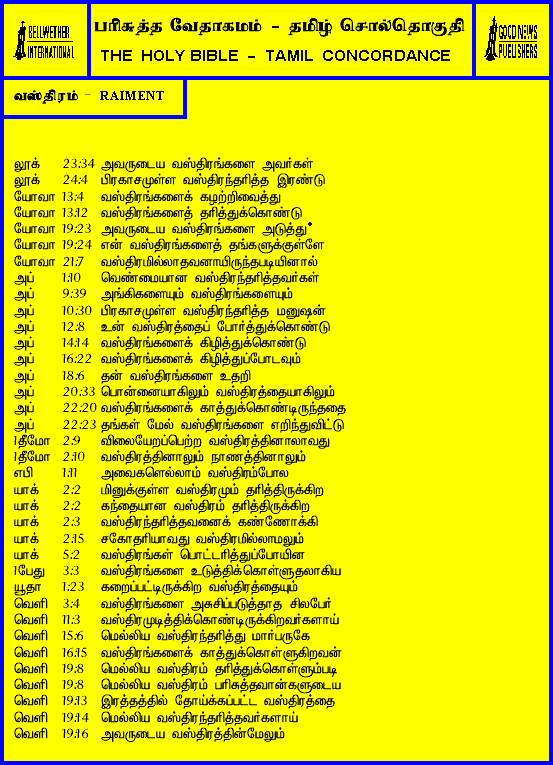 BELLWETHER INTERNATIONAL
பரிசுத்த வேதாகமம் - தமிழ் சொல்தொகுதி
THE HOLY BIBLE - TAMIL CONCORDANCE
GOOD NEWS PUBLISHERS
வஸ்திரம் - RAIMENT
லூக் 23:34 அவருடைய வஸ்திரங்களை அவர்கள்
லூக் 24:4 பிரகாசமுள்ள வஸ்திரந்தரித்த இரண்டு
யோவா 13:4 வஸ்திரங்களைக் கழற்றிவைத்து
யோவா 13:12 வஸ்திரங்களைத் தரித்துக்கொண்டு
யோவா 19:23 அவருடைய வஸ்திரங்களை அடுத்து*
யோவா 19:24 என் வஸ்திரங்களைத் தங்களுக்குள்ளே
யோவா 21:7 வஸ்திரமில்லாதவனாயிருந்தபடியினால்
அப் 1:10 வெண்மையான வஸ்திரந்தரித்தவர்கள்
அப் 9:39 அங்கிகளையும் வஸ்திரங்களையும்
அப் 10:30 பிரகாசமுள்ள வஸ்திரந்தரித்த மனுஷன்
அப் 12:8 உன் வஸ்திரத்தைப் போர்த்துக்கொண்டு
அப் 14:14 வஸ்திரங்களைக் கிழித்துக்கொண்டு
அப் 16:22 வஸ்திரங்களைக் கிழித்துப்போடவும்
அப் 18:6 தன் வஸ்திரங்களை உதறி
அப் 20:33 பொன்னையாகிலும் வஸ்திரத்தையாகிலும்
அப் 22:20 வஸ்திரங்களைக் காத்துக்கொண்டிருந்ததை
அப் 22:23 தங்கள் மேல் வஸ்திரங்களை எறிந்துவிட்டு
1தீமோ 2:9 விலையேறப்பெற்ற வஸ்திரத்தினாலாவது
1தீமோ 2:10 வஸ்திரத்தினாலும் நாணத்தினாலும்
எபி 1:11 அவைகளெல்லாம் வஸ்திரம்போல
யாக் 2:2 மினுக்குள்ள வஸ்திரமும் தரித்திருக்கிற
யாக் 2:2 கந்தையான வஸ்திரம் தரித்திருக்கிற
யாக் 2:3 வஸ்திரந்தரித்தவனைக் கண்ணோக்கி
யாக் 2:15 சகோதரியாவது வஸ்திரமில்லாமலும்
யாக் 5:2 வஸ்திரங்கள் பொட்டரித்துப்போயின
1பேது 3:3 வஸ்திரங்களை உடுத்திக்கொள்ளுதலாகிய
யூதா 1:23 கறைப்பட்டிருக்கிற வஸ்திரத்தையும்
வெளி 3:4 வஸ்திரங்களை அசுசிப்படுத்தாத சிலபேர்
வெளி 11:3 வஸ்திரமுடித்திக்கொண்டிருக்கிறவர்களாய்
வெளி 15:6 மெல்லிய வஸ்திரந்தரித்து மார்பருகே
வெளி 16:15 வஸ்திரங்களைக் காத்துக்கொள்ளுகிறவன்
வெளி 19:8 மெல்லிய வஸ்திரம் தரித்துக்கொள்ளும்படி
வெளி 19:8 மெல்லிய வஸ்திரம் பரிசுத்தவான்களுடைய
வெளி 19:13 இரத்தத்தில் தோய்க்கப்பட்ட வஸ்திரத்தை
வெளி 19:14 மெல்லிய வஸ்திரந்தரித்தவர்களாய்
வெளி 19:16 அவருடைய வஸ்திரத்தின்மேலும்